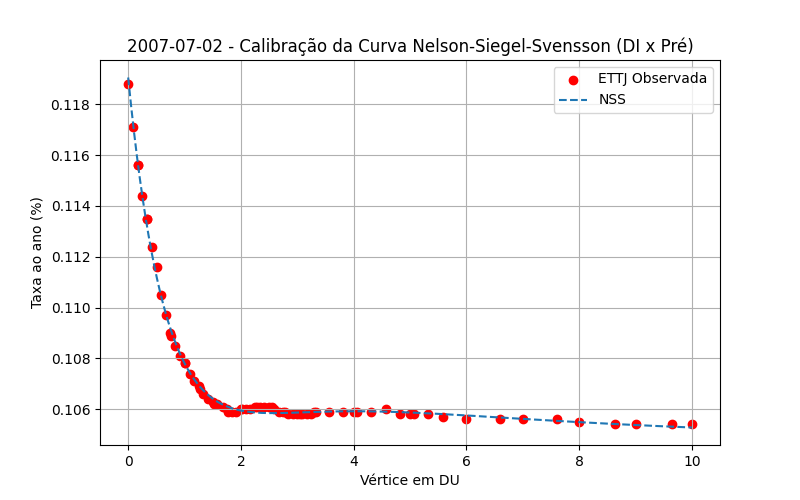 2007-07-02 - Calibração da Curva Nelson-Siegel-Svensson (DI x Pré)
ETTJ Observada
NSS
Taxa ao ano (%)
0.118
0.116
0.114
0.112
0.110
0.108
0.106
0 2 4 6 8 10
Vértice em DU